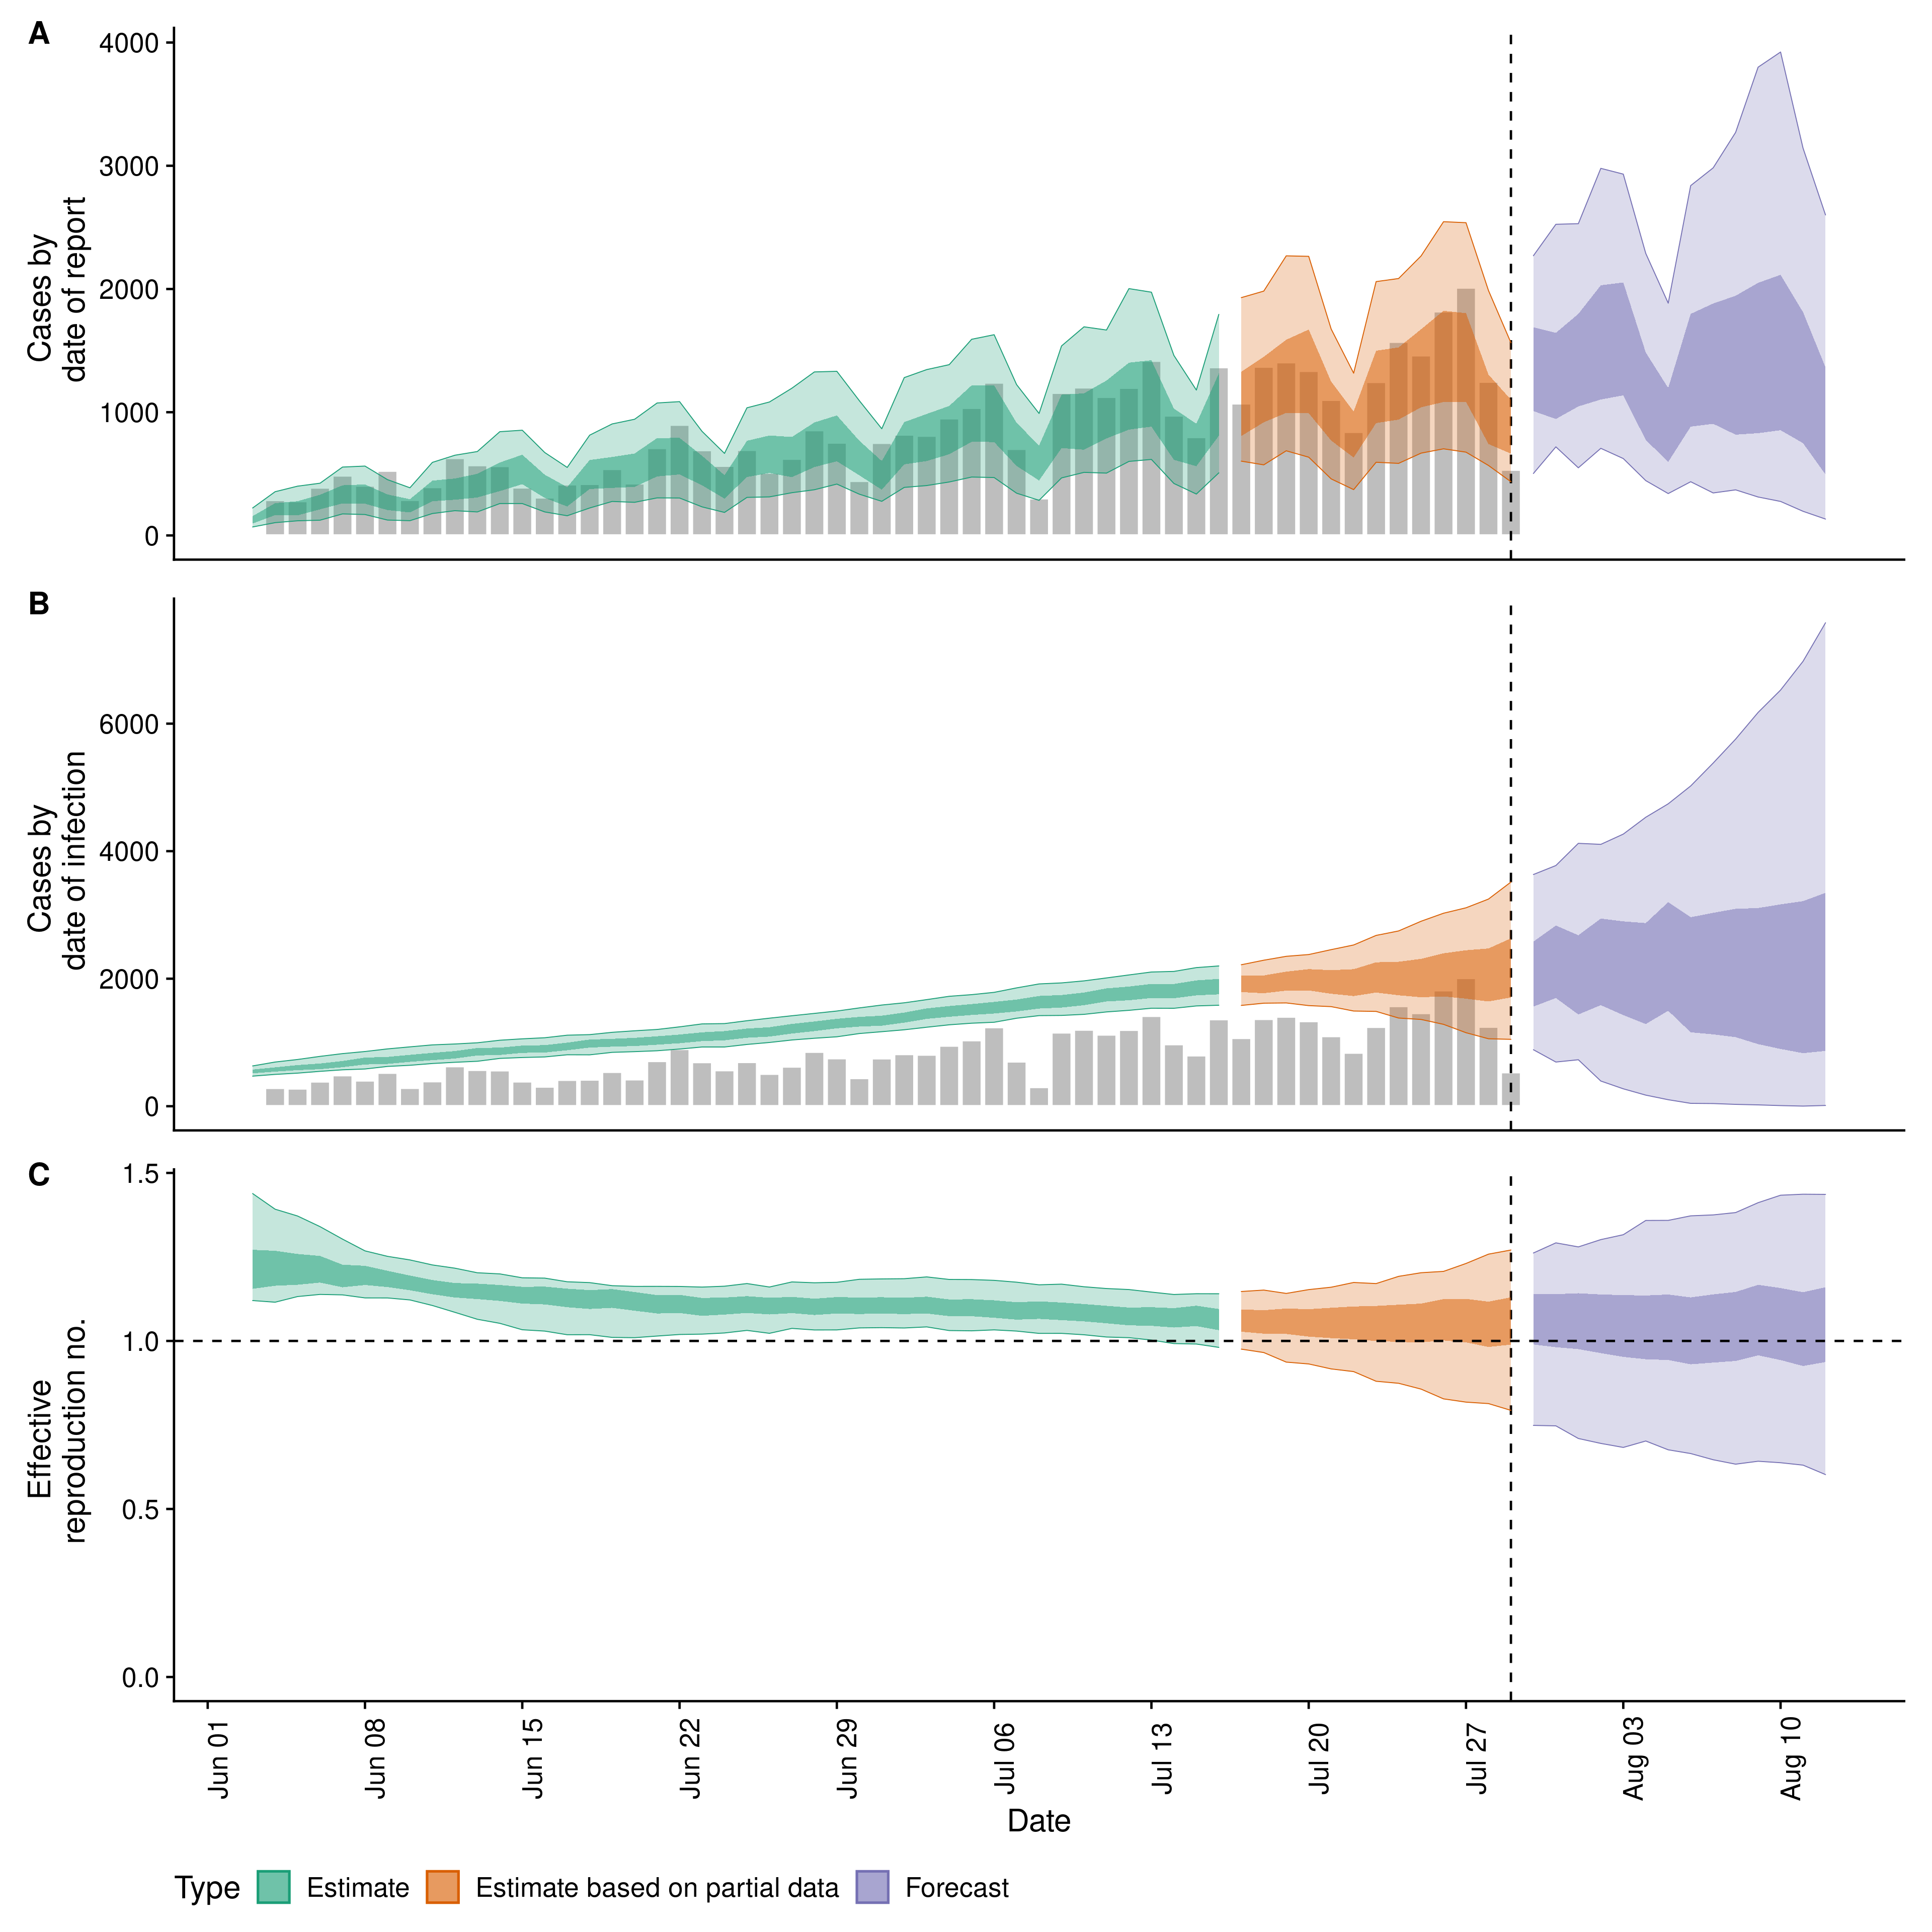 A
4000
3000
2000
1000
0
Cases by
date of report
B
6000
4000
2000
0
Cases by
date of infection
C
1.5
1.0
0.5
0.0
Effective
reproduction no.
Jun 01
Jun 08
Jun 15
Jun 22
Jun 29
Jul 06
Jul 13
Jul 20
Jul 27
Aug 03
Aug 10
Date
Type Estimate Estimate based on partial data Forecast